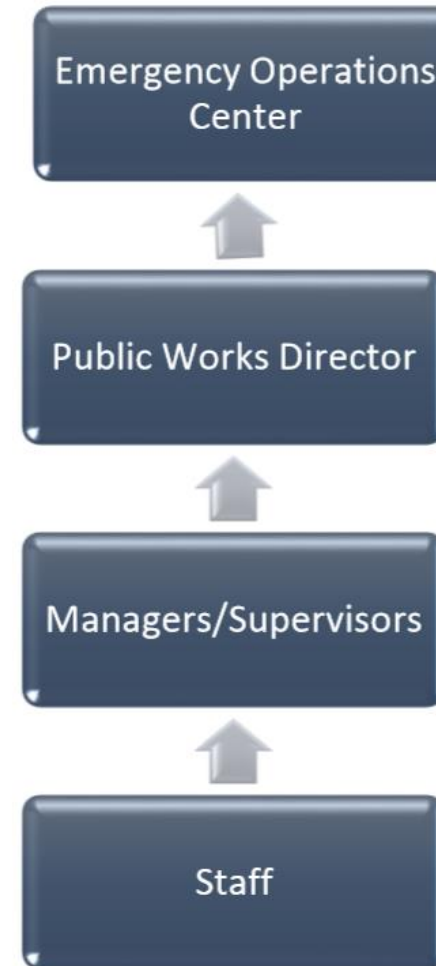 Emergency Operations
Center
Public Works Director
Managers/Supervisors
Staff